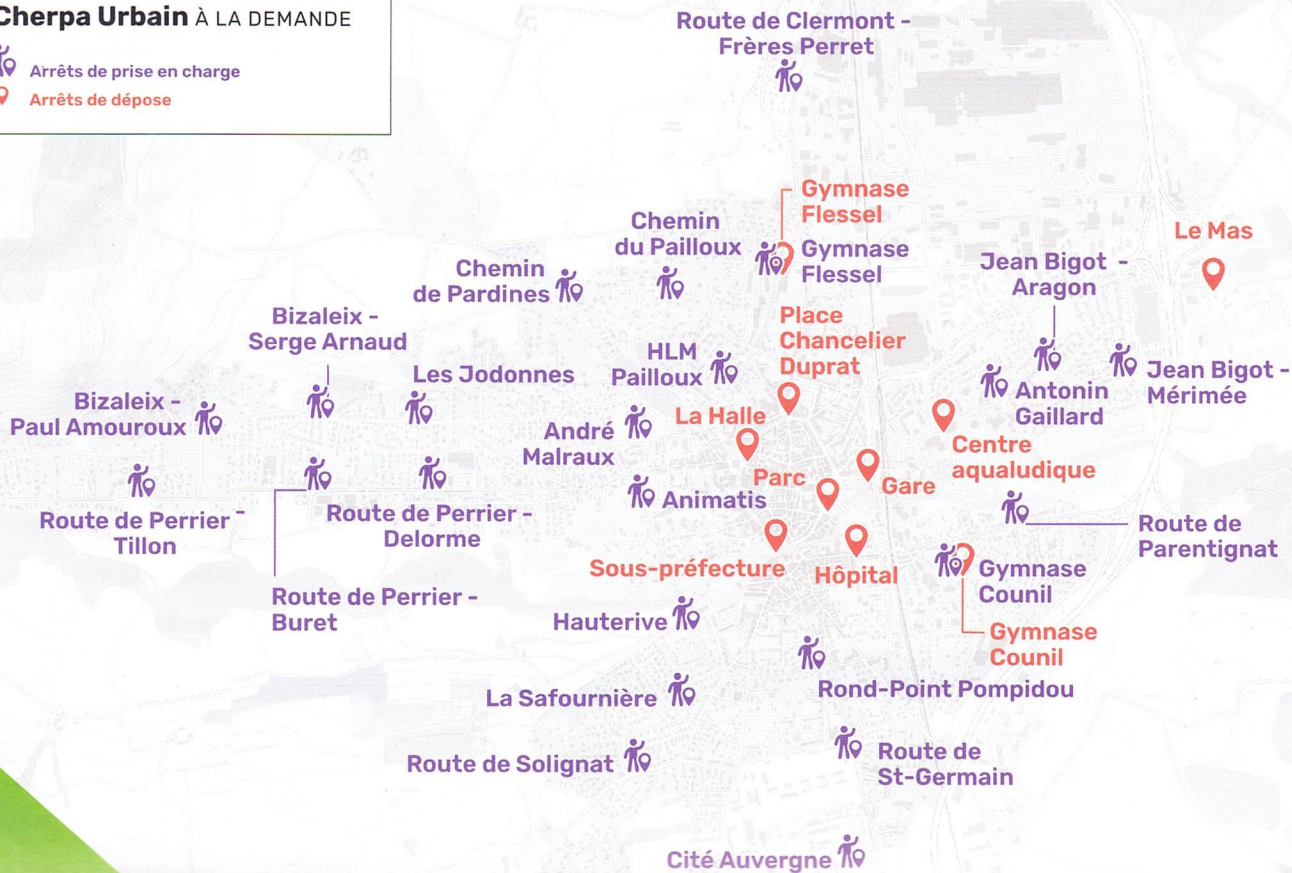 Cherpa Urbain À LA DEMANDE
Arrêts de prise en charge
Arrêts de dépose
Route de Clermont -
Frères Perret
Gymnase
Flessel
Chemin
du Pailloux
Gymnase
Flessel
Le Mas
Jean Bigot -
Aragon
Chemin
de Pardines
Bizaleix -
Serge Arnaud
Place
Chancelier
Duprat
HLM
Pailloux
Les Jodonnes
Jean Bigot -
Mérimée
Antonin
Gaillard
Bizaleix -
Paul Amouroux
La Halle
André
Malraux
Centre
aqualudique
Parc
Gare
Animatis
Route de Perrier -
Tillon
Route de Perrier -
Delorme
Route de
Parentignat
Sous-préfecture
Hôpital
Gymnase
Counil
Route de Perrier -
Buret
Hauterive
Gymnase
Counil
La Safournière
Rond-Point Pompidou
Route de Solignat
Route de
St-Germain
Cité Auvergne